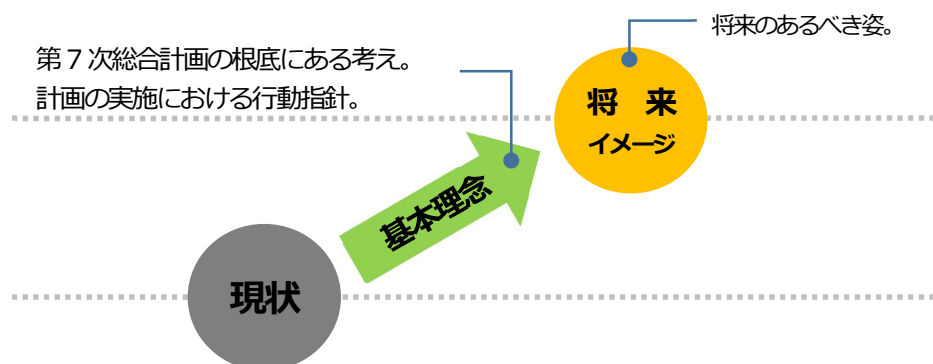 将来のあるべき姿。
第7次総合計画の根底にある考え。
計画の実施における行動指針。
将　来
イメージ
基本理念
現状